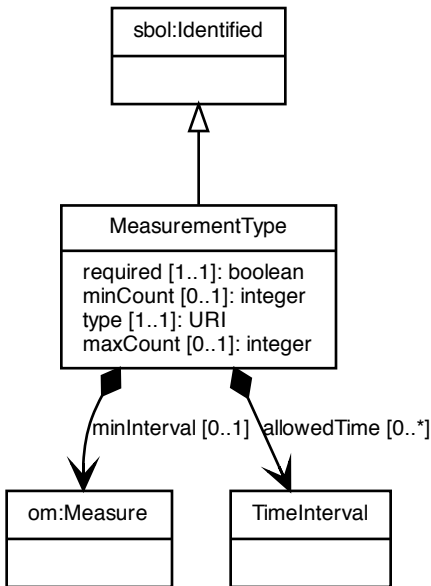 sbol:Identified
MeasurementType
required [1..1]: boolean
minCount [0..1]: integer
type [1..1]: URI
maxCount [0..1]: integer
minInterval [0..1]
allowedTime [0..*]
om:Measure
TimeInterval